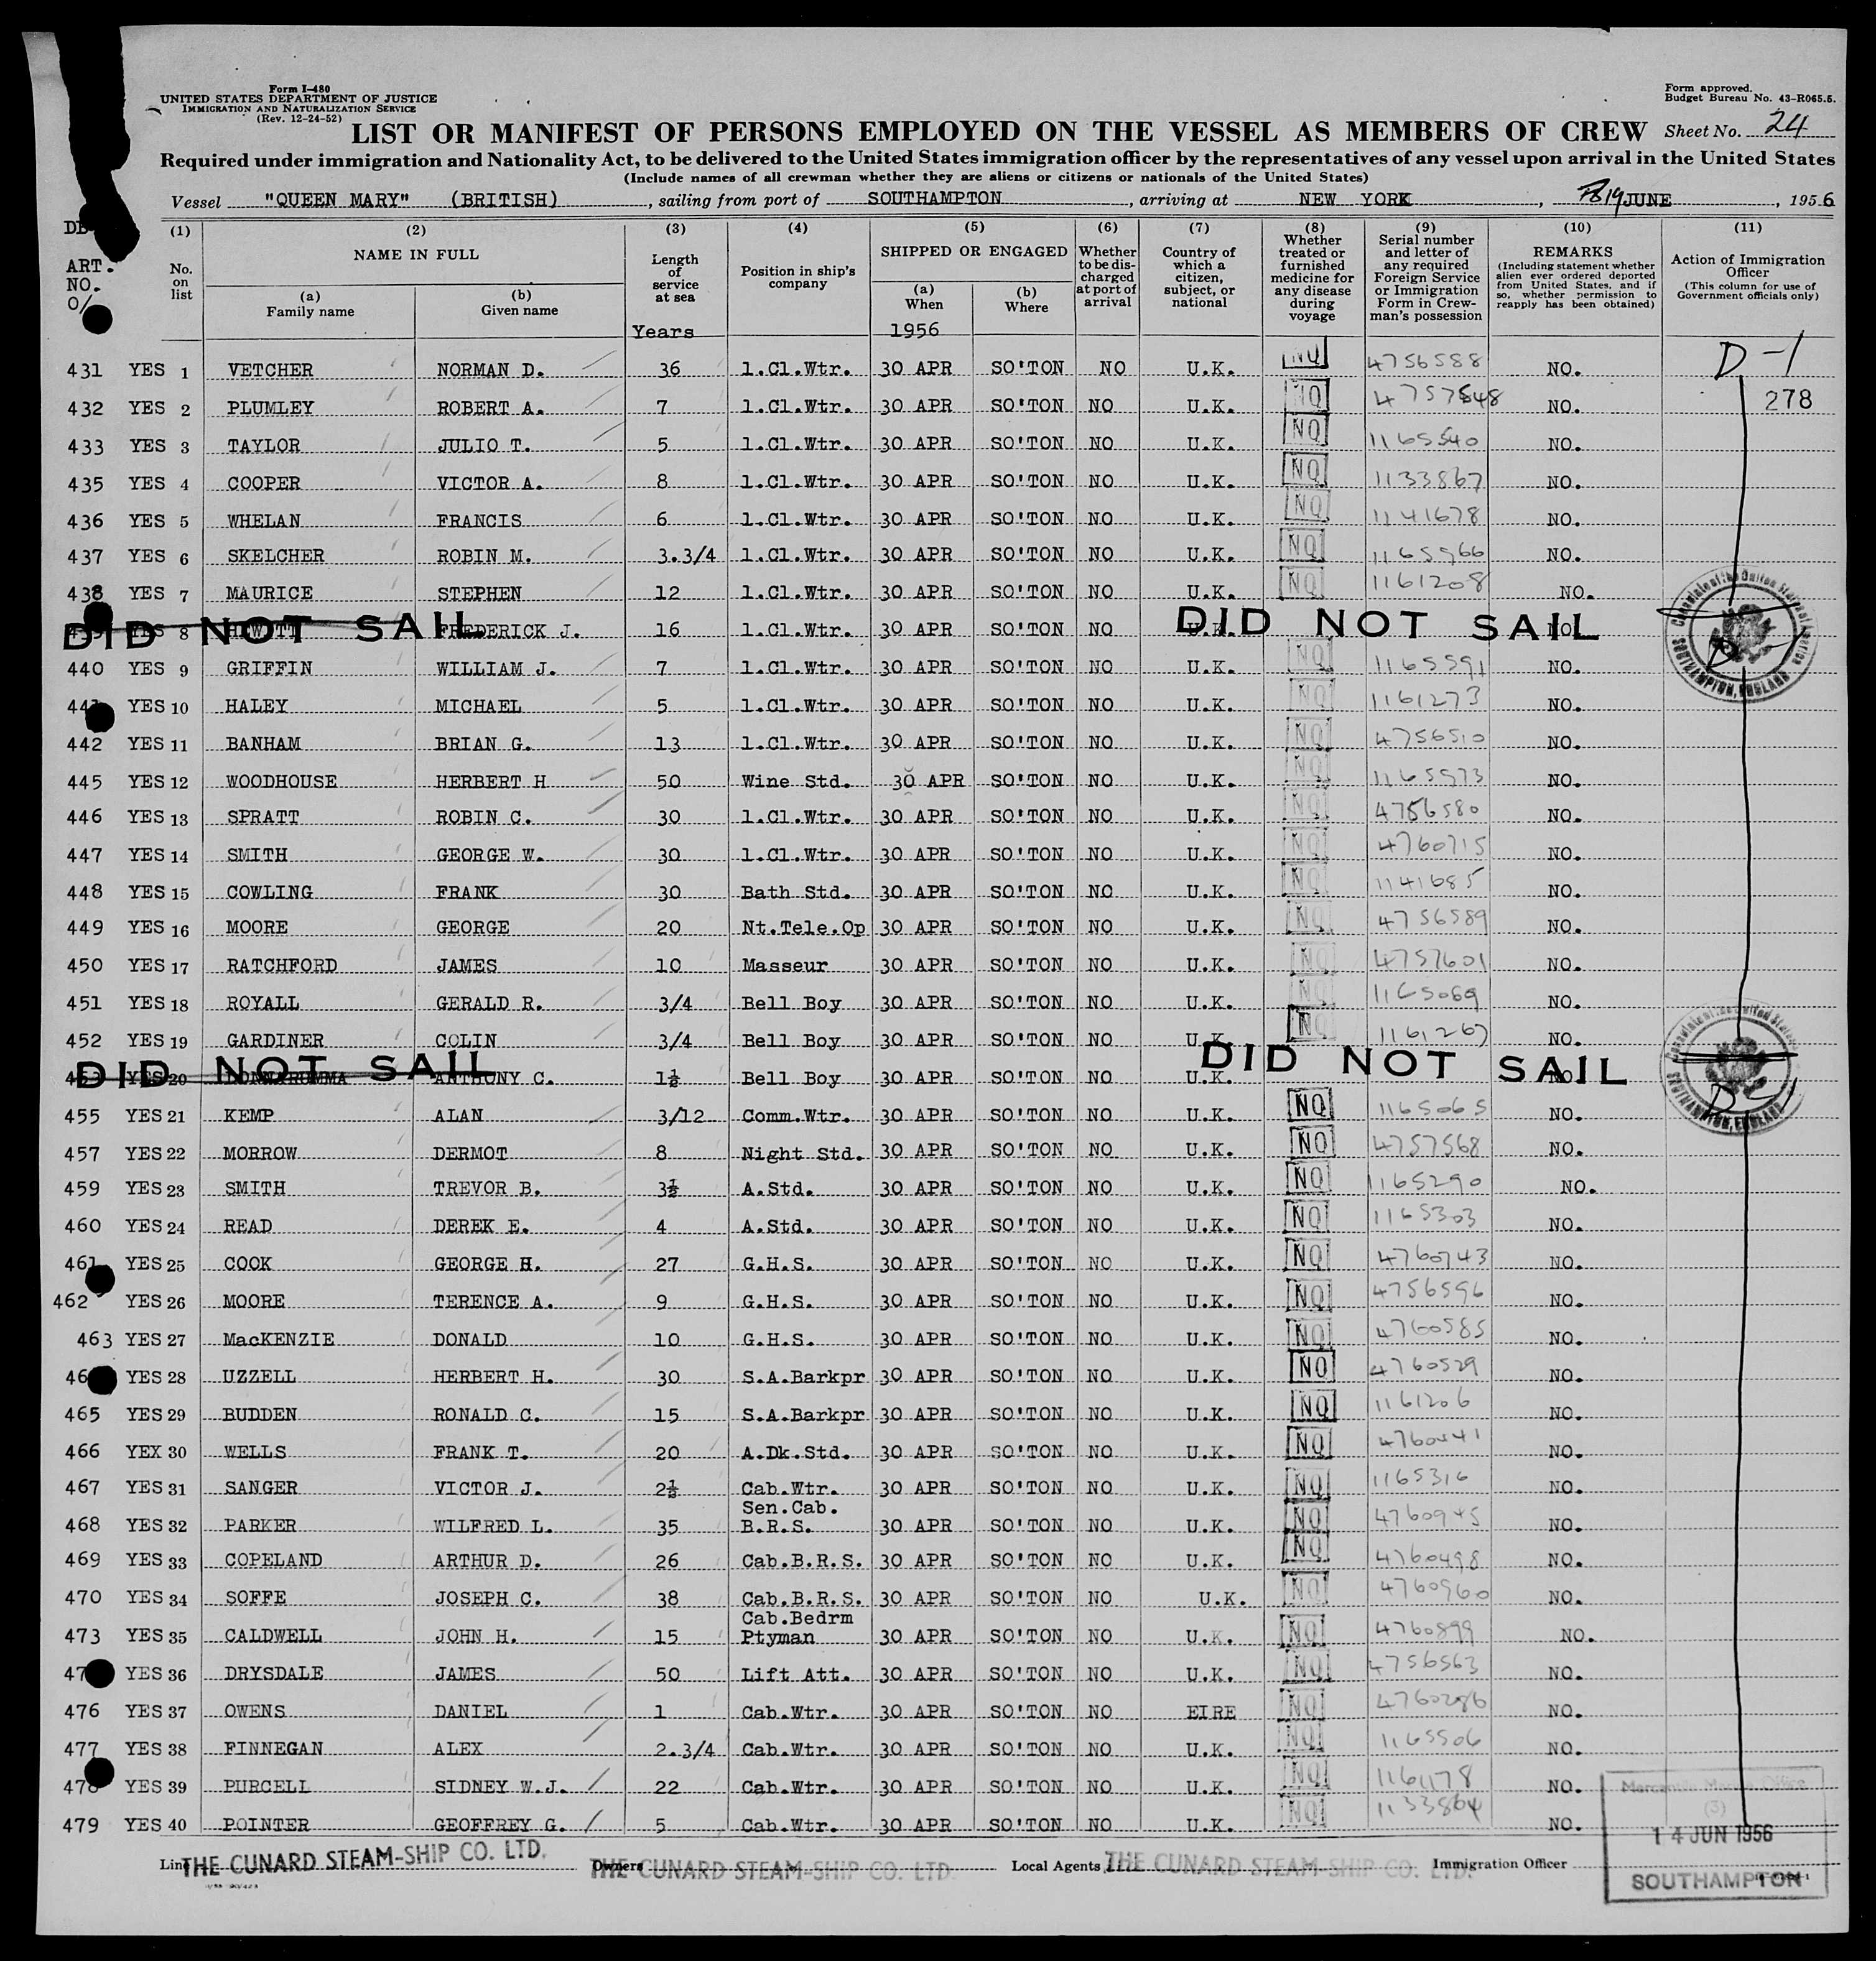 Form I-480
UNITED STATES DEPARTMENT OF JUSTICE
IMMIGRATION AND NATURALIZATION SERVICE
(Rev. 12-24-52)
Form approved.
Budget Bureau No. 43-R065.5.
LIST OR MANIFEST OF PERSONS EMPLOYED ON THE VESSEL AS MEMBERS OF CREW Sheet No. 24
Required under immigration and Nationality Act, to be delivered to the United States immigration officer by the representatives of any vessel upon arrival in the United States
(Include names of all crewman whether they are aliens or citizens or nationals of the United States)
Vessel "QUEEN MARY" (BRITISH), sailing from port of SOUTHAMPTON, arriving at NEW YORK, 19 JUNE, 1956
ART. NO.
(1) No. on list
(2) NAME IN FULL (a) Family name (b) Given name
(3) Length of service at sea Years
(4) Position in ship's company
(5) SHIPPED OR ENGAGED (a) When 1956 (b) Where
(6) Whether to be discharged at port of arrival
(7) Country of which a citizen, subject, or national
(8) Whether treated or furnished medicine for any disease during voyage
(9) Serial number and letter of any required Foreign Service or Immigration Form in Crewman's possession
(10) REMARKS (Including statement whether alien ever ordered deported from United States, and if so, whether permission to reapply has been obtained)
(11) Action of Immigration Officer (This column for use of Government officials only)
431 YES 1 VETCHER NORMAN D. 36 1.Cl.Wtr. 30 APR SO'TON NO U.K. NO 4756588 NO. D-1
432 YES 2 PLUMLEY ROBERT A. 7 1.Cl.Wtr. 30 APR SO'TON NO U.K. NO 4757548 NO. 278
433 YES 3 TAYLOR JULIO T. 5 1.Cl.Wtr. 30 APR SO'TON NO U.K. NO 1165540 NO.
435 YES 4 COOPER VICTOR A. 8 1.Cl.Wtr. 30 APR SO'TON NO U.K. NO 1133867 NO.
436 YES 5 WHELAN FRANCIS 6 1.Cl.Wtr. 30 APR SO'TON NO U.K. NO 1141678 NO.
437 YES 6 SKELCHER ROBIN M. 3.3/4 1.Cl.Wtr. 30 APR SO'TON NO U.K. NO 1165966 NO.
438 YES 7 MAURICE STEPHEN 12 1.Cl.Wtr. 30 APR SO'TON NO U.K. NO 1161208 NO.
YES 8 FREDERICK J. 16 1.Cl.Wtr. 30 APR SO'TON NO U.K. NO.
DID NOT SAIL DID NOT SAIL
440 YES 9 GRIFFIN WILLIAM J. 7 1.Cl.Wtr. 30 APR SO'TON NO U.K. NO 1165591 NO.
441 YES 10 HALEY MICHAEL 5 1.Cl.Wtr. 30 APR SO'TON NO U.K. NO 1161273 NO.
442 YES 11 BANHAM BRIAN G. 13 1.Cl.Wtr. 30 APR SO'TON NO U.K. NO 4756510 NO.
445 YES 12 WOODHOUSE HERBERT H 50 Wine Std. 30 APR SO'TON NO U.K. NO 1165973 NO.
446 YES 13 SPRATT ROBIN C. 30 1.Cl.Wtr. 30 APR SO'TON NO U.K. NO 4756580 NO.
447 YES 14 SMITH GEORGE W. 30 1.Cl.Wtr. 30 APR SO'TON NO U.K. NO 4760715 NO.
448 YES 15 COWLING FRANK 30 Bath Std. 30 APR SO'TON NO U.K. NO 1141685 NO.
449 YES 16 MOORE GEORGE 20 Nt.Tele.Op 30 APR SO'TON NO U.K. NO 4756589 NO.
450 YES 17 RATCHFORD JAMES 10 Masseur 30 APR SO'TON NO U.K. NO 4757601 NO.
451 YES 18 ROYALL GERALD R. 3/4 Bell Boy 30 APR SO'TON NO U.K. NO 1165069 NO.
452 YES 19 GARDINER COLIN 3/4 Bell Boy 30 APR SO'TON NO U.K. NO 1161267 NO.
453 YES 20 DONNARUMMA ANTHONY C. 1½ Bell Boy 30 APR SO'TON NO U.K. NO.
DID NOT SAIL DID NOT SAIL
455 YES 21 KEMP ALAN 3/12 Comm.Wtr. 30 APR SO'TON NO U.K. NO 1165065 NO.
457 YES 22 MORROW DERMOT 8 Night Std. 30 APR SO'TON NO U.K. NO 4757568 NO.
459 YES 23 SMITH TREVOR B. 3½ A.Std. 30 APR SO'TON NO U.K. NO 1165290 NO.
460 YES 24 READ DEREK E. 4 A.Std. 30 APR SO'TON NO U.K. NO 1165303 NO.
461 YES 25 COOK GEORGE H. 27 G.H.S. 30 APR SO'TON NO U.K. NO 4760743 NO.
462 YES 26 MOORE TERENCE A. 9 G.H.S. 30 APR SO'TON NO U.K. NO 4756596 NO.
463 YES 27 MacKENZIE DONALD 10 G.H.S. 30 APR SO'TON NO U.K. NO 4760585 NO.
YES 28 UZZELL HERBERT H. 30 S.A.Barkpr 30 APR SO'TON NO U.K. NO 4760529 NO.
465 YES 29 BUDDEN RONALD C. 15 S.A.Barkpr 30 APR SO'TON NO U.K. NO 1161206 NO.
466 YEX 30 WELLS FRANK T. 20 A.Dk.Std. 30 APR SO'TON NO U.K. NO 4760441 NO.
467 YES 31 SANGER VICTOR J. 2½ Cab.Wtr. 30 APR SO'TON NO U.K. NO 1165316 NO.
468 YES 32 PARKER WILFRED L. 35 Sen.Cab. B.R.S. 30 APR SO'TON NO U.K. NO 4760945 NO.
469 YES 33 COPELAND ARTHUR D. 26 Cab.B.R.S. 30 APR SO'TON NO U.K. NO 4760498 NO.
470 YES 34 SOFFE JOSEPH C. 38 Cab.B.R.S. 30 APR SO'TON NO U.K. NO 4760960 NO.
473 YES 35 CALDWELL JOHN H. 15 Cab.Bedrm Ptyman 30 APR SO'TON NO U.K. NO 4760899 NO.
YES 36 DRYSDALE JAMES 50 Lift Att. 30 APR SO'TON NO U.K. NO 4756563 NO.
476 YES 37 OWENS DANIEL 1 Cab.Wtr. 30 APR SO'TON NO EIRE NO 4760286 NO.
477 YES 38 FINNEGAN ALEX 2.3/4 Cab.Wtr. 30 APR SO'TON NO U.K. NO 1165506 NO.
478 YES 39 PURCELL SIDNEY W.J. 22 Cab.Wtr. 30 APR SO'TON NO U.K. NO 1161178 NO.
479 YES 40 POINTER GEOFFREY G. 5 Cab.Wtr. 30 APR SO'TON NO U.K. NO 1133864 NO.
Mercantile Marine Office
(3)
14 JUN 1956
SOUTHAMPTON
Line THE CUNARD STEAM-SHIP CO. LTD. Owners THE CUNARD STEAM-SHIP CO. LTD. Local Agents THE CUNARD STEAM-SHIP CO. LTD. Immigration Officer